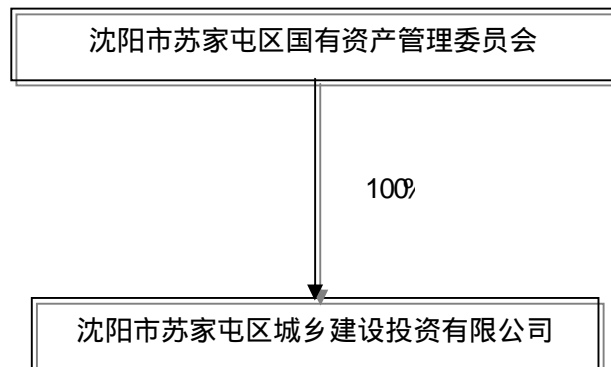 沈阳市苏家屯区国有资产管理委员会
100%
沈阳市苏家屯区城乡建设投资有限公司